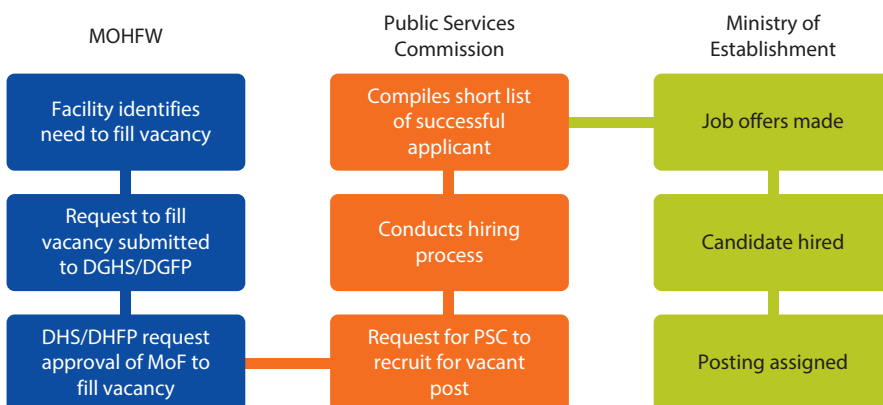 MOHFW
Facility identifies
need to fill vacancy
Request to fill
vacancy submitted
to DGHS/DGFP
DHS/DHFP request
approval of MoF to
fill vacancy
Public Services
Commission
Compiles short list
of successful
applicant
Conducts hiring
process
Request for PSC to
recruit for vacant
post
Ministry of
Establishment
Job offers made
Candidate hired
Posting assigned